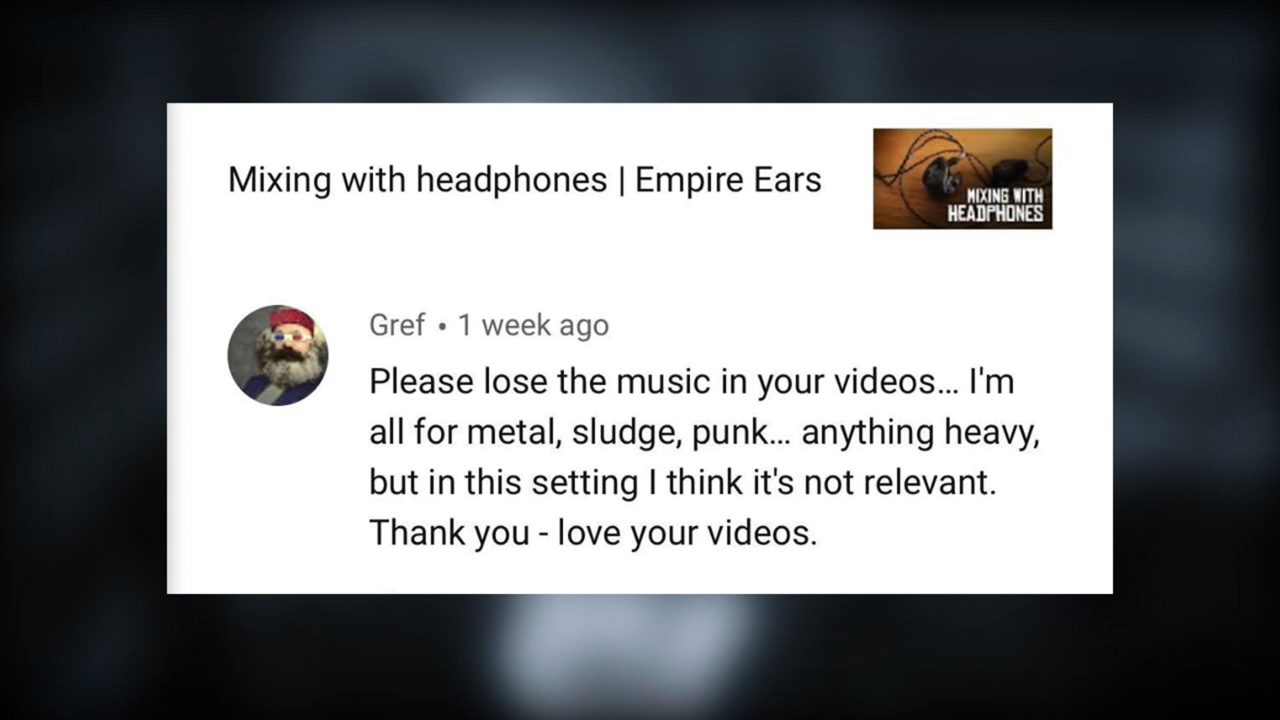 Mixing with headphones | Empire Ears
MIXING WITH
HEADPHONES
Gref • 1 week ago
Please lose the music in your videos... I'm
all for metal, sludge, punk... anything heavy,
but in this setting I think it's not relevant.
Thank you - love your videos.